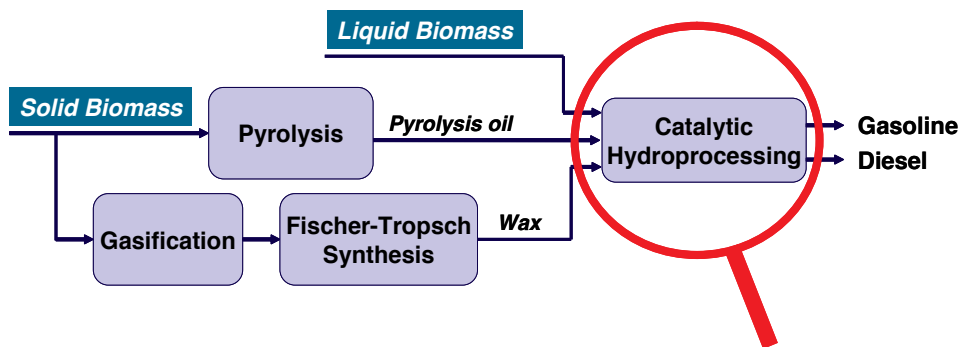 Liquid Biomass
Solid Biomass
Pyrolysis
Pyrolysis oil
Catalytic
Hydroprocessing
Gasoline
Diesel
Gasification
Fischer-Tropsch
Synthesis
Wax